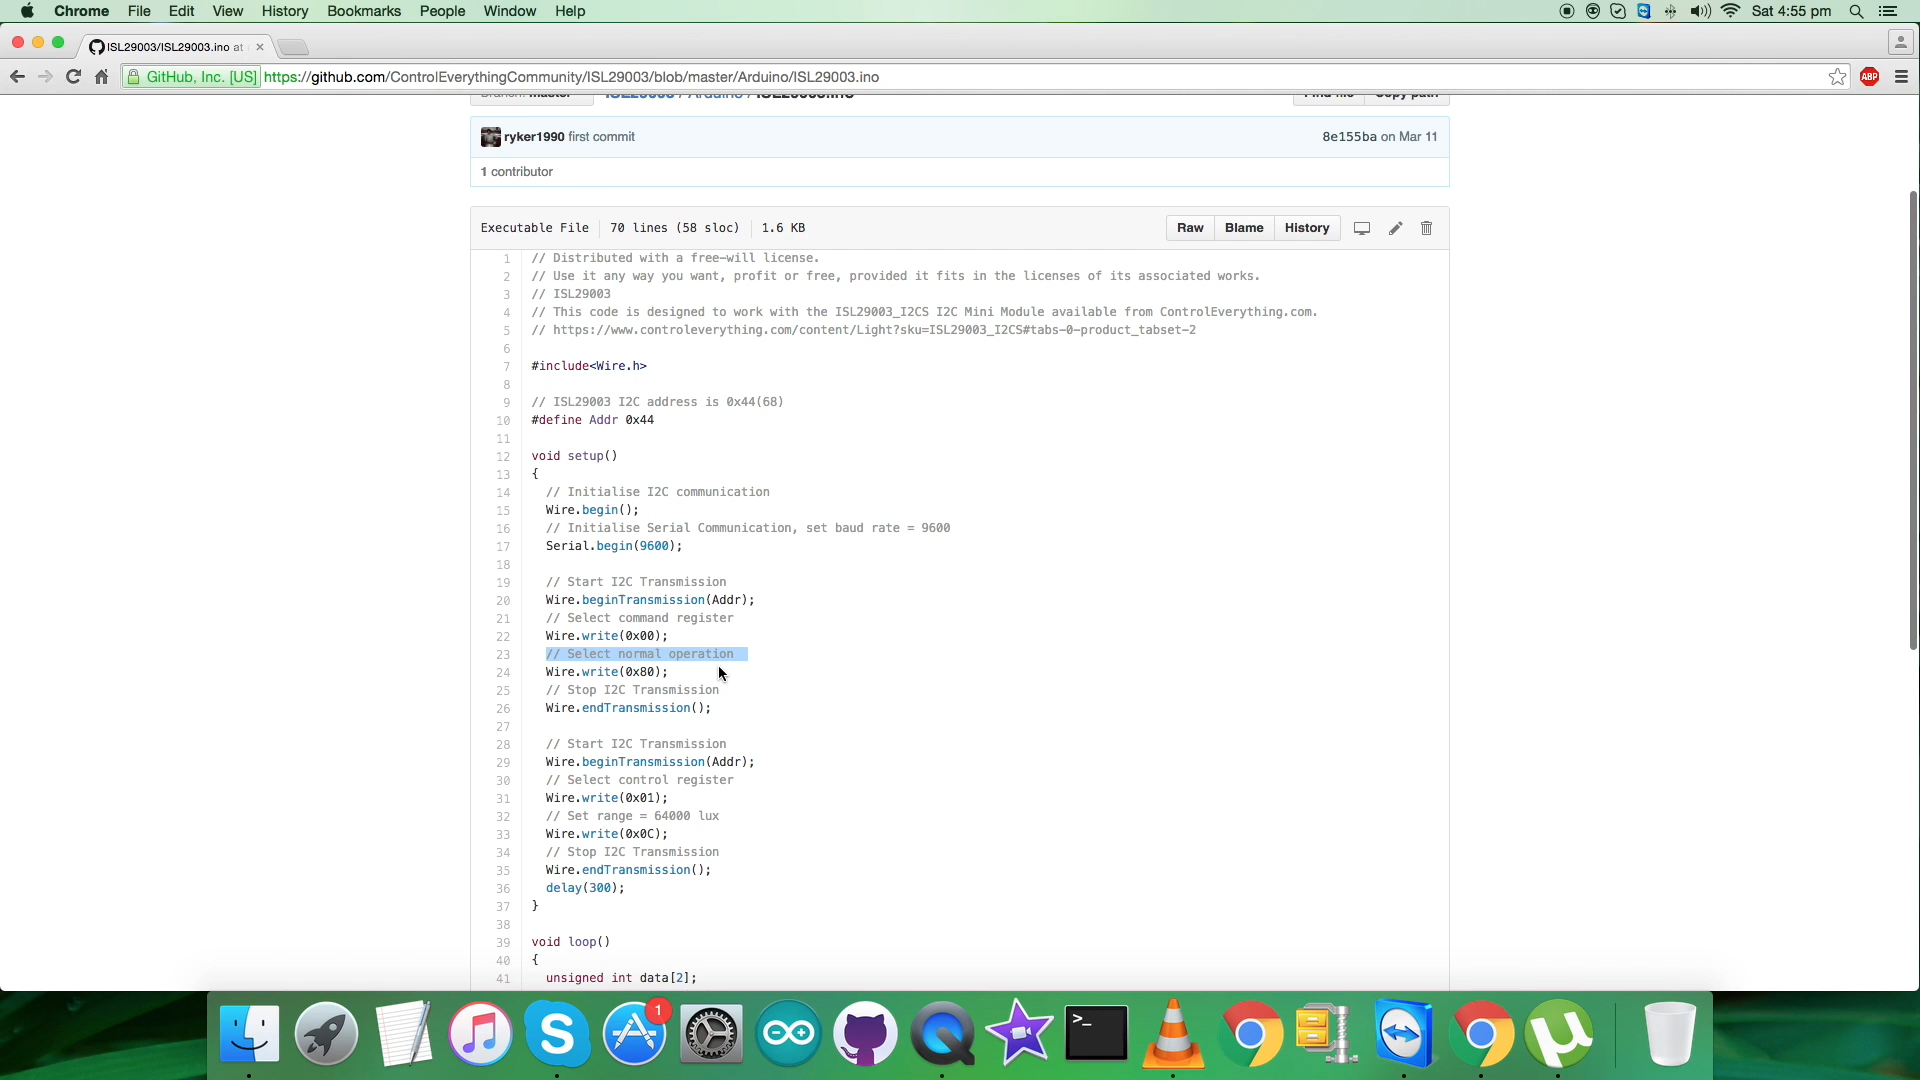 Chrome File Edit View History Bookmarks People Window Help Sat 4:55 pm
ISL29003/ISL29003.ino at
GitHub, Inc. [US] https://github.com/ControlEverythingCommunity/ISL29003/blob/master/Arduino/ISL29003.ino
ABP
ryker1990 first commit 8e155ba on Mar 11
1 contributor
Executable File 70 lines (58 sloc) 1.6 KB Raw Blame History
1 // Distributed with a free-will license.
2 // Use it any way you want, profit or free, provided it fits in the licenses of its associated works.
3 // ISL29003
4 // This code is designed to work with the ISL29003_I2CS I2C Mini Module available from ControlEverything.com.
5 // https://www.controleverything.com/content/Light?sku=ISL29003_I2CS#tabs-0-product_tabset-2
6
7 #include<Wire.h>
8
9 // ISL29003 I2C address is 0x44(68)
10 #define Addr 0x44
11
12 void setup()
13 {
14 // Initialise I2C communication
15 Wire.begin();
16 // Initialise Serial Communication, set baud rate = 9600
17 Serial.begin(9600);
18
19 // Start I2C Transmission
20 Wire.beginTransmission(Addr);
21 // Select command register
22 Wire.write(0x00);
23 // Select normal operation
24 Wire.write(0x80);
25 // Stop I2C Transmission
26 Wire.endTransmission();
27
28 // Start I2C Transmission
29 Wire.beginTransmission(Addr);
30 // Select control register
31 Wire.write(0x01);
32 // Set range = 64000 lux
33 Wire.write(0x0C);
34 // Stop I2C Transmission
35 Wire.endTransmission();
36 delay(300);
37 }
38
39 void loop()
40 {
41 unsigned int data[2];
1